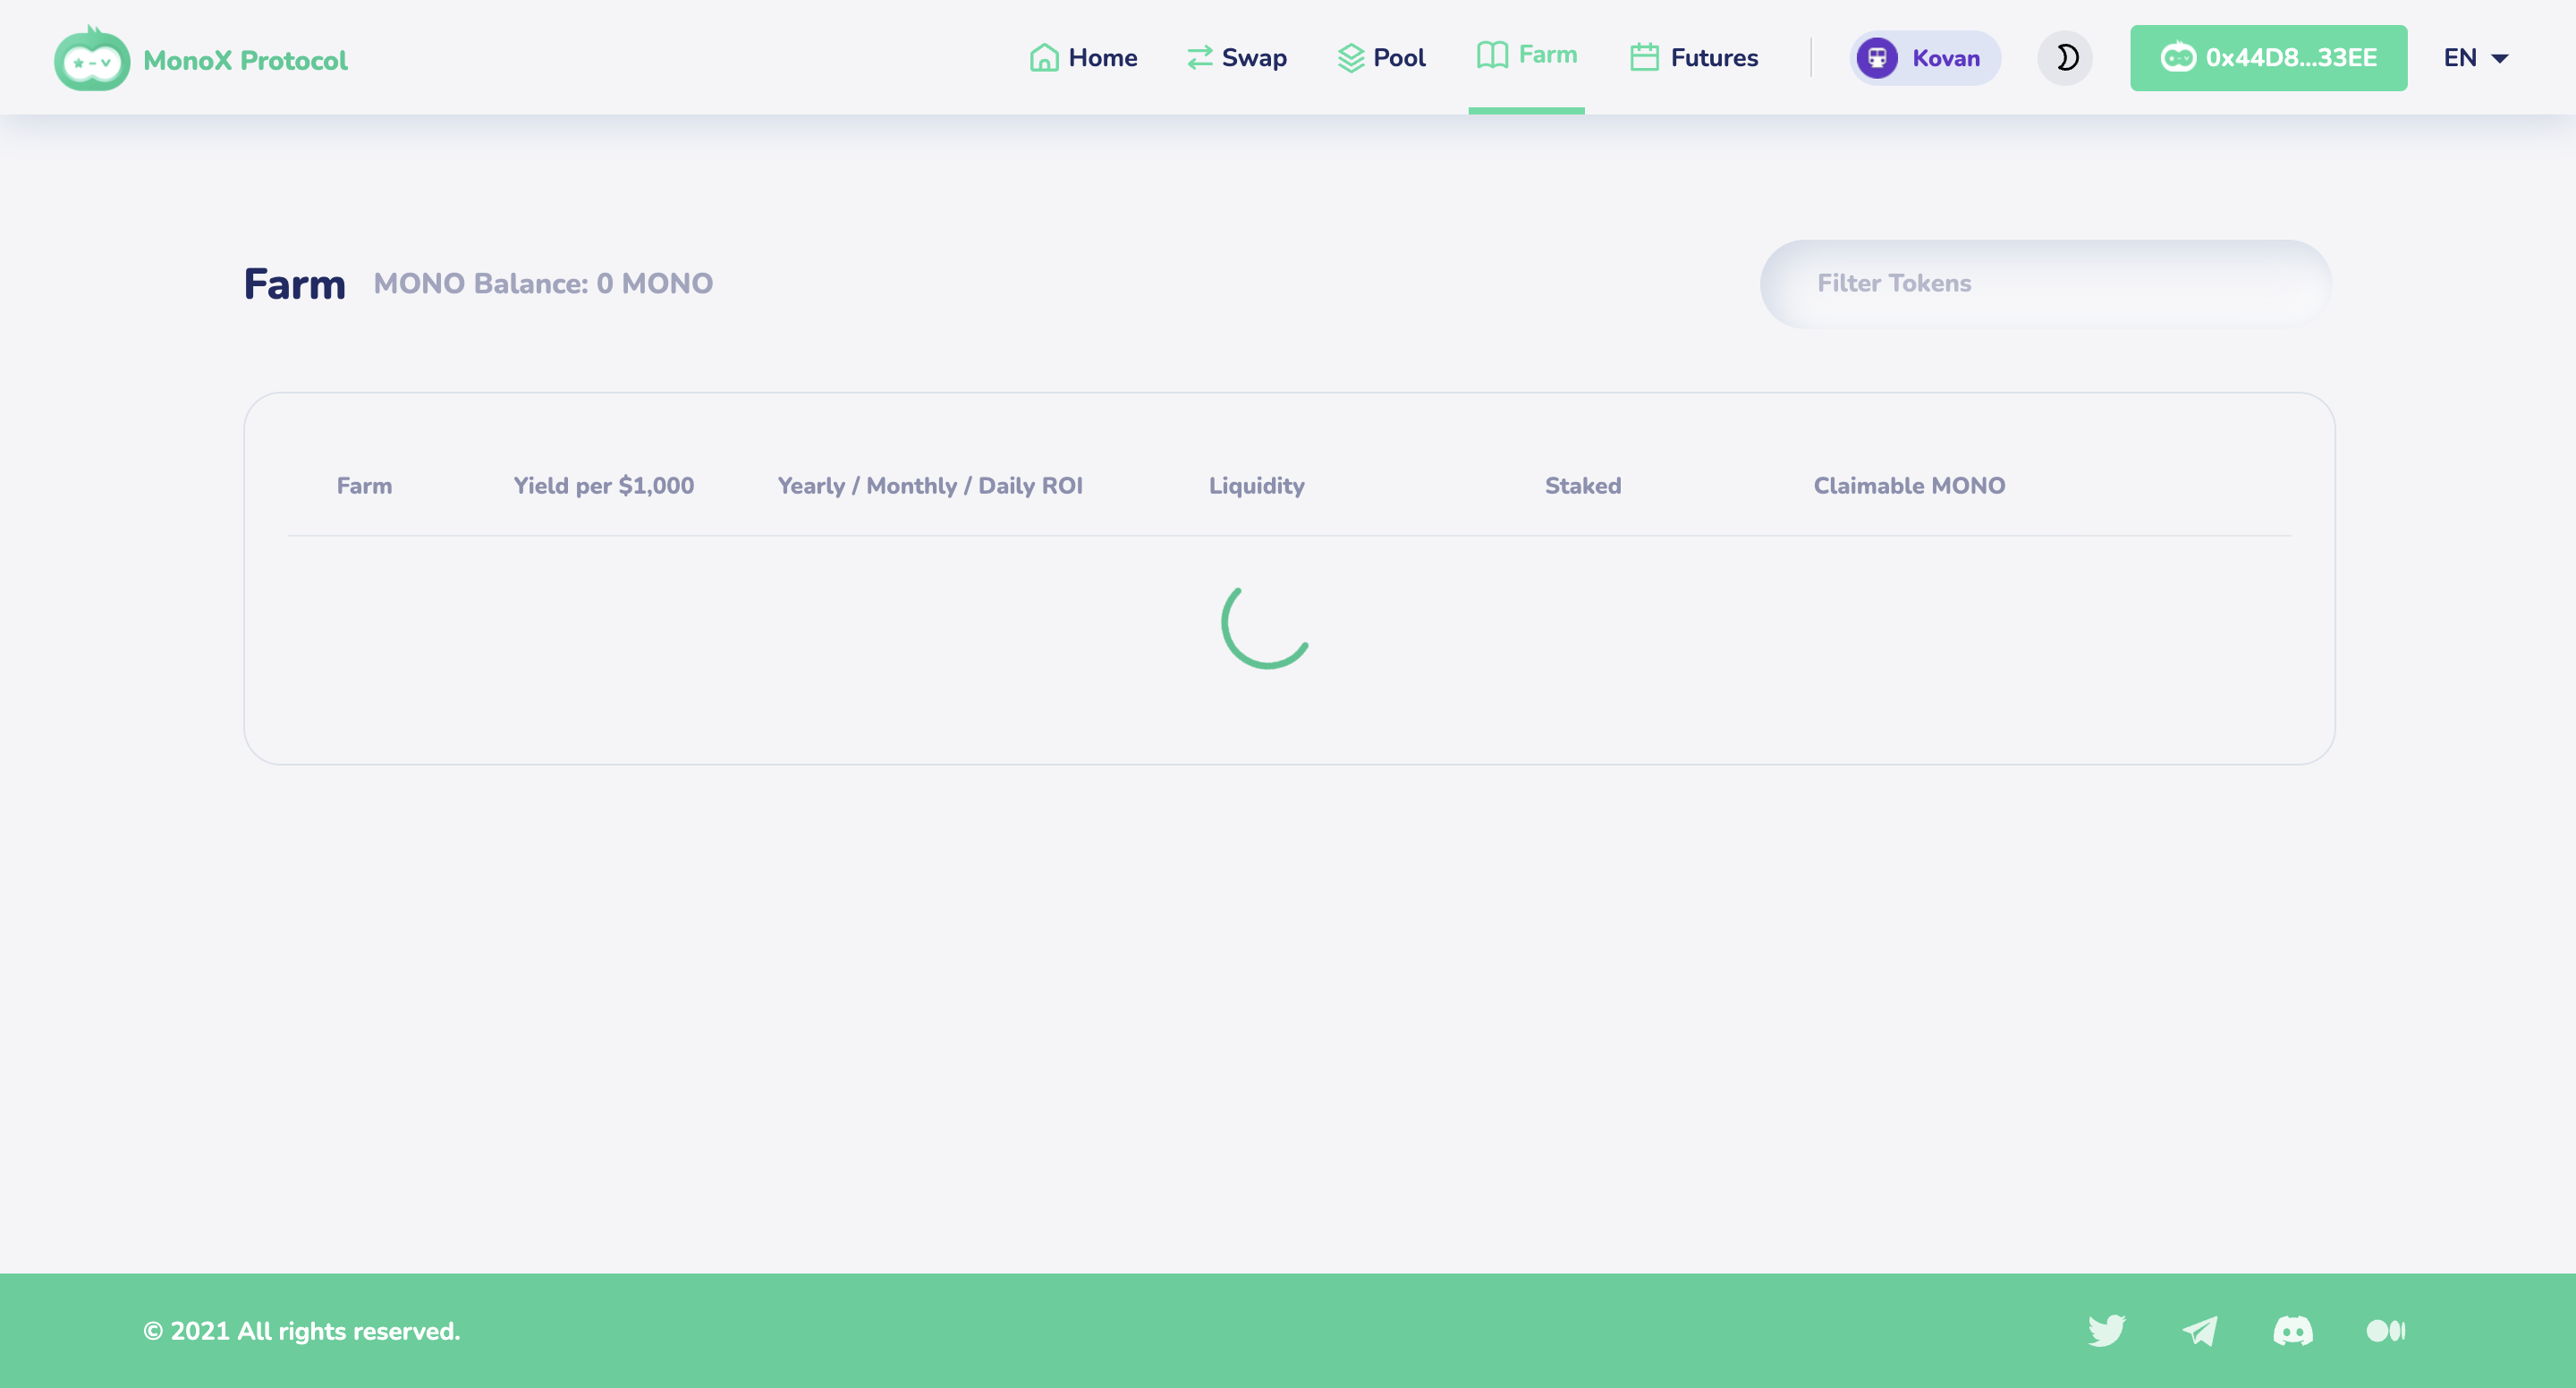 MonoX Protocol
Home
Swap
Pool
Farm
Futures
Kovan
0x44D8...33EE
EN
Farm
MONO Balance: 0 MONO
Filter Tokens
Farm
Yield per $1,000
Yearly / Monthly / Daily ROI
Liquidity
Staked
Claimable MONO
© 2021 All rights reserved.